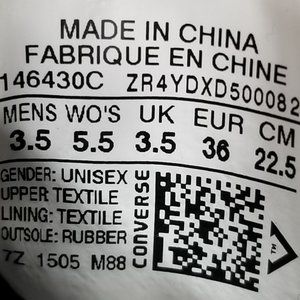 MADE IN CHINA
FABRIQUE EN CHINE
146430C ZR4YDXD500082
MENS WO'S UK EUR CM
3.5 5.5 3.5 36 22.5
GENDER: UNISEX
UPPER: TEXTILE
LINING: TEXTILE
OUTSOLE: RUBBER
7Z 1505 M88
CONVERSE